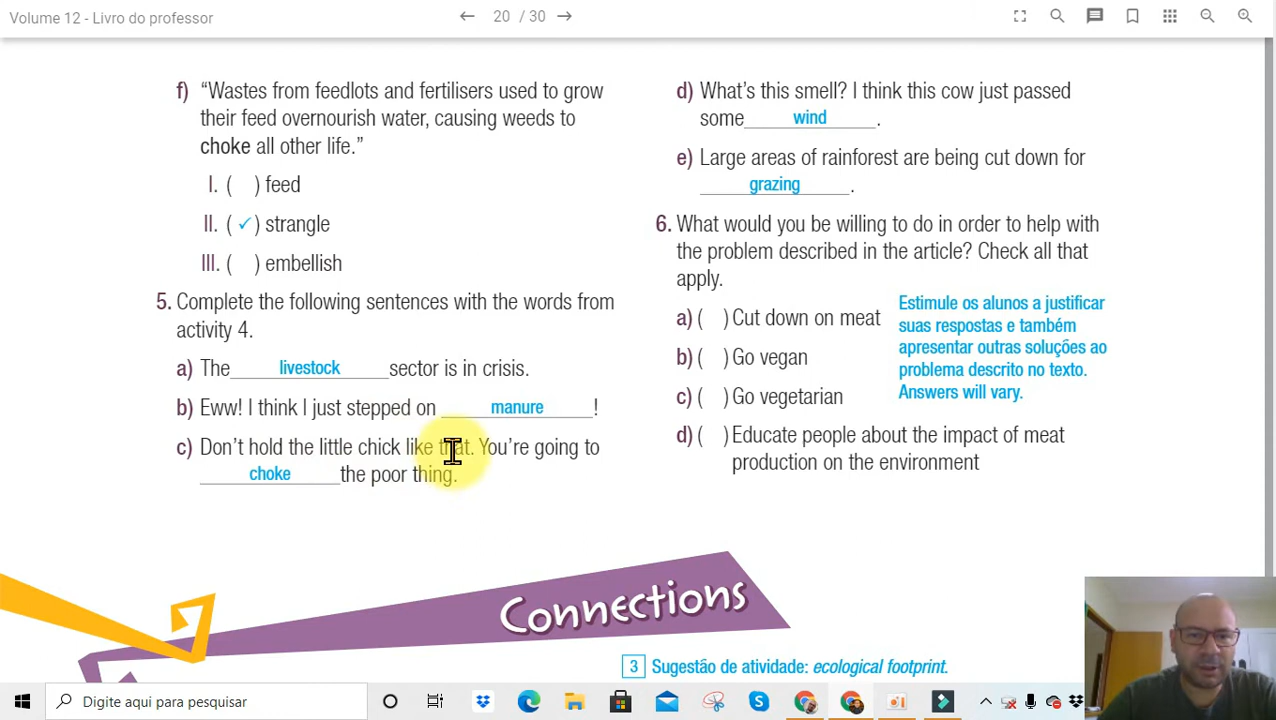 Volume 12 - Livro do professor
20 / 30
f) “Wastes from feedlots and fertilisers used to grow
their feed overnourish water, causing weeds to
choke all other life.”
I. ( ) feed
II. ( ✓ ) strangle
III. ( ) embellish
5. Complete the following sentences with the words from
activity 4.
a) The livestock sector is in crisis.
b) Eww! I think I just stepped on manure !
c) Don’t hold the little chick like that. You’re going to
choke the poor thing.
d) What’s this smell? I think this cow just passed
some wind .
e) Large areas of rainforest are being cut down for
grazing .
6. What would you be willing to do in order to help with
the problem described in the article? Check all that
apply.
a) ( ) Cut down on meat
b) ( ) Go vegan
c) ( ) Go vegetarian
d) ( ) Educate people about the impact of meat
production on the environment
Estimule os alunos a justificar
suas respostas e também
apresentar outras soluções ao
problema descrito no texto.
Answers will vary.
Connections
3 Sugestão de atividade: ecological footprint.
Digite aqui para pesquisar